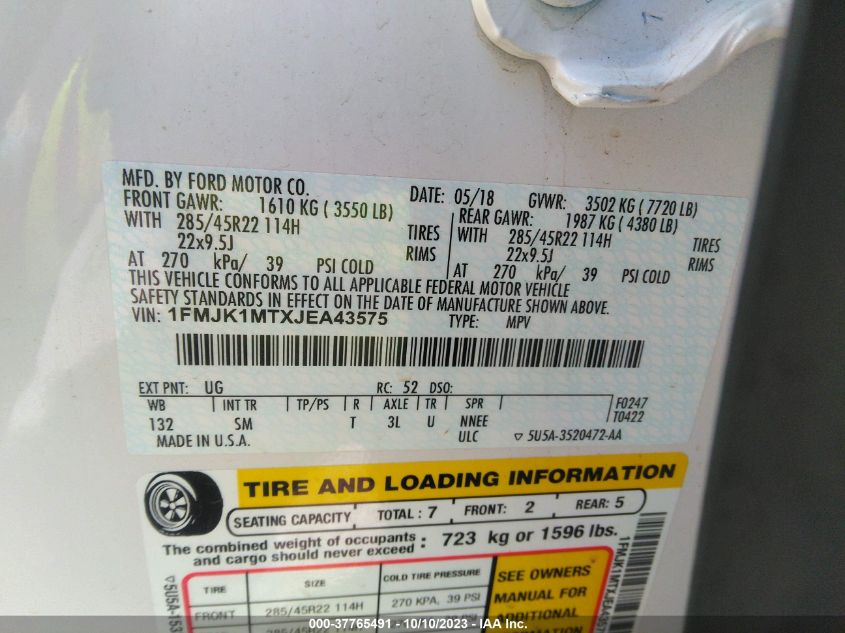 MFD. BY FORD MOTOR CO. DATE: 05/18 GVWR: 3502 KG ( 7720 LB)
FRONT GAWR: 1610 KG ( 3550 LB) REAR GAWR: 1987 KG ( 4380 LB)
WITH 285/45R22 114H TIRES WITH 285/45R22 114H TIRES
22x9.5J RIMS 22x9.5J RIMS
AT 270 kPa/ 39 PSI COLD AT 270 kPa/ 39 PSI COLD
THIS VEHICLE CONFORMS TO ALL APPLICABLE FEDERAL MOTOR VEHICLE
SAFETY STANDARDS IN EFFECT ON THE DATE OF MANUFACTURE SHOWN ABOVE.
VIN: 1FMJK1MTXJEA43575 TYPE: MPV
EXT PNT: UG RC: 52 DSO:
WB INT TR TP/PS R AXLE TR SPR F0247
132 SM T 3L U NNEE T0422
ULC
MADE IN U.S.A. 5U5A-3520472-AA
TIRE AND LOADING INFORMATION
SEATING CAPACITY TOTAL : 7 FRONT: 2 REAR: 5
The combined weight of occupants : 723 kg or 1596 lbs.
and cargo should never exceed
TIRE SIZE COLD TIRE PRESSURE SEE OWNERS
MANUAL FOR
FRONT 285/45R22 114H 270 KPA, 39 PSI ADDITIONAL
INFORMATION
5U5A-153
1FMJK1MTXJEA4357
000-37765491 - 10/10/2023 - IAA Inc.